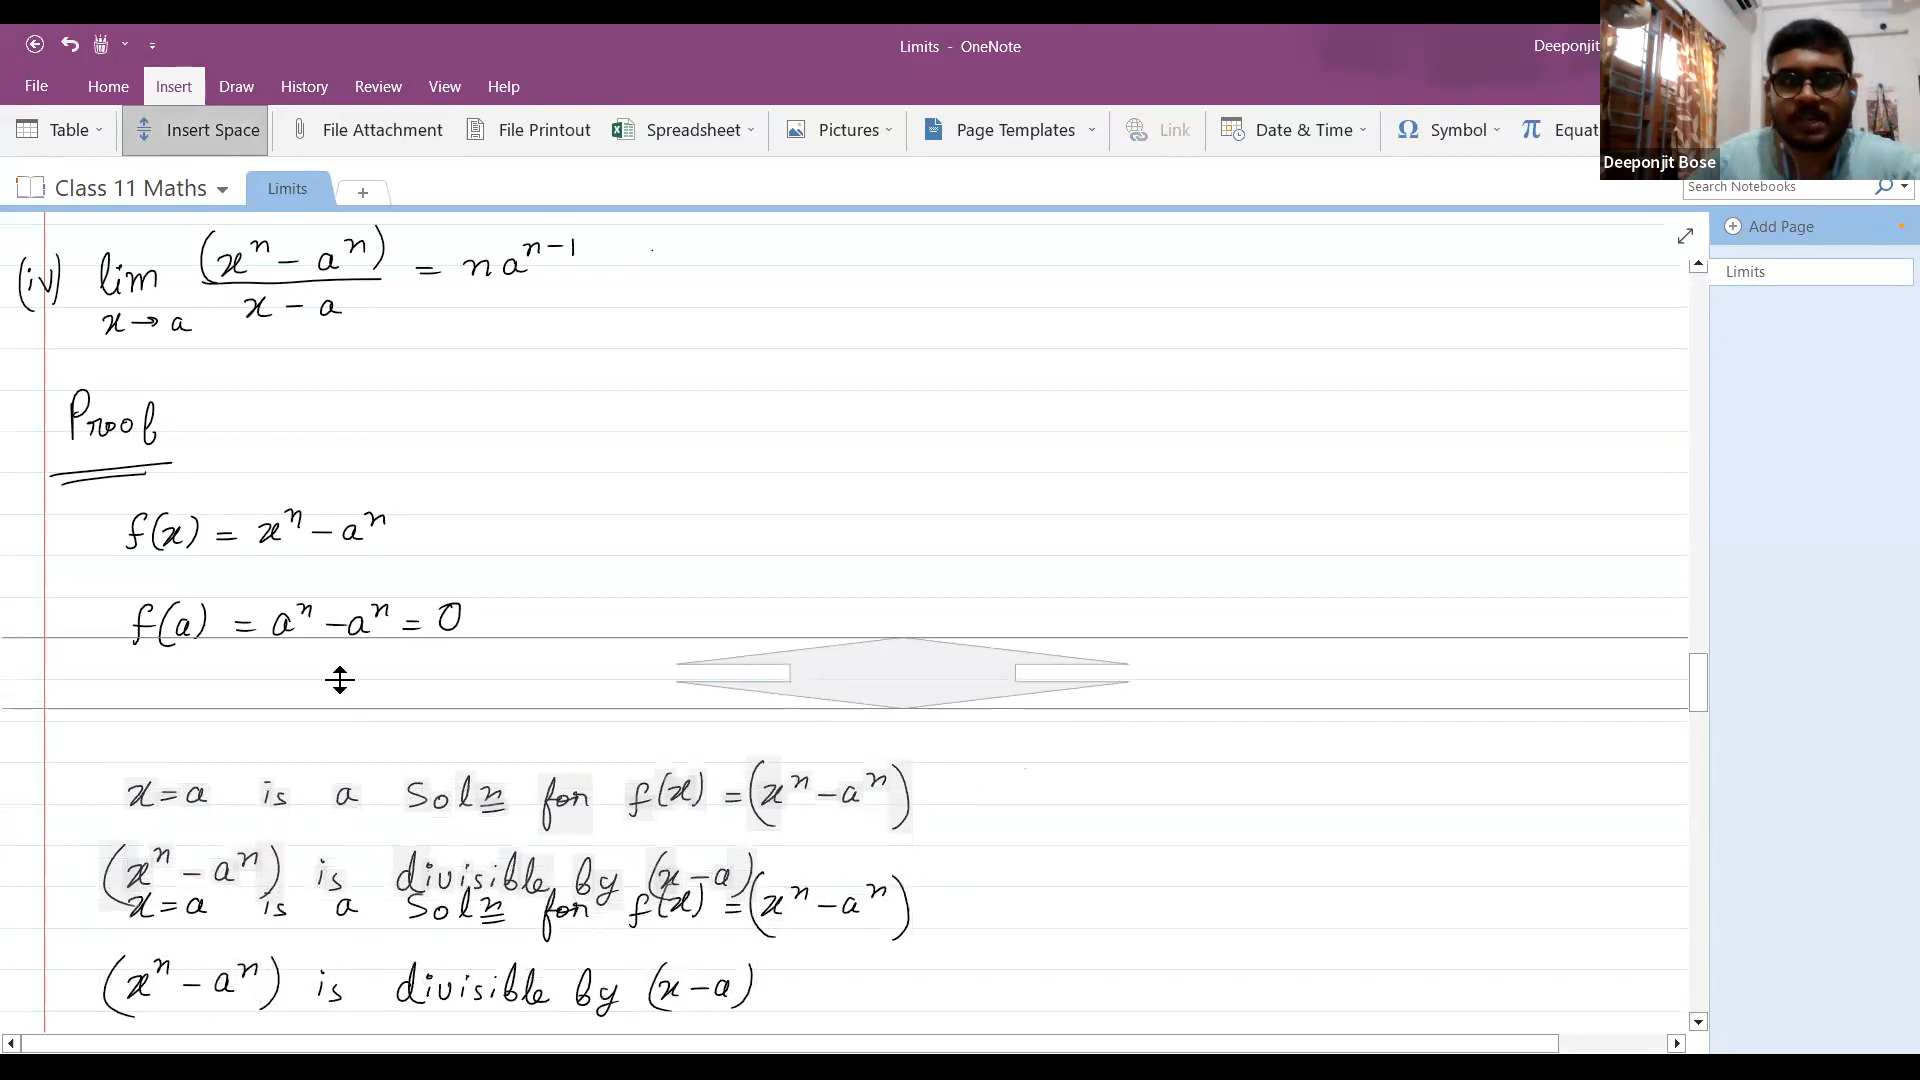 Limits - OneNote
Deeponjit
File Home Insert Draw History Review View Help
Table Insert Space File Attachment File Printout Spreadsheet Pictures Page Templates Link Date & Time Symbol Equat
Deeponjit Bose
Class 11 Maths Limits +
Search Notebooks
Add Page
Limits
(iv) lim x→a (xⁿ - aⁿ) / (x - a) = n aⁿ⁻¹
Proof
f(x) = xⁿ - aⁿ
f(a) = aⁿ - aⁿ = 0
x = a is a Soln for f(x) = (xⁿ - aⁿ)
(xⁿ - aⁿ) is divisible by (x - a)
x = a is a Soln for f(x) = (xⁿ - aⁿ)
(xⁿ - aⁿ) is divisible by (x - a)